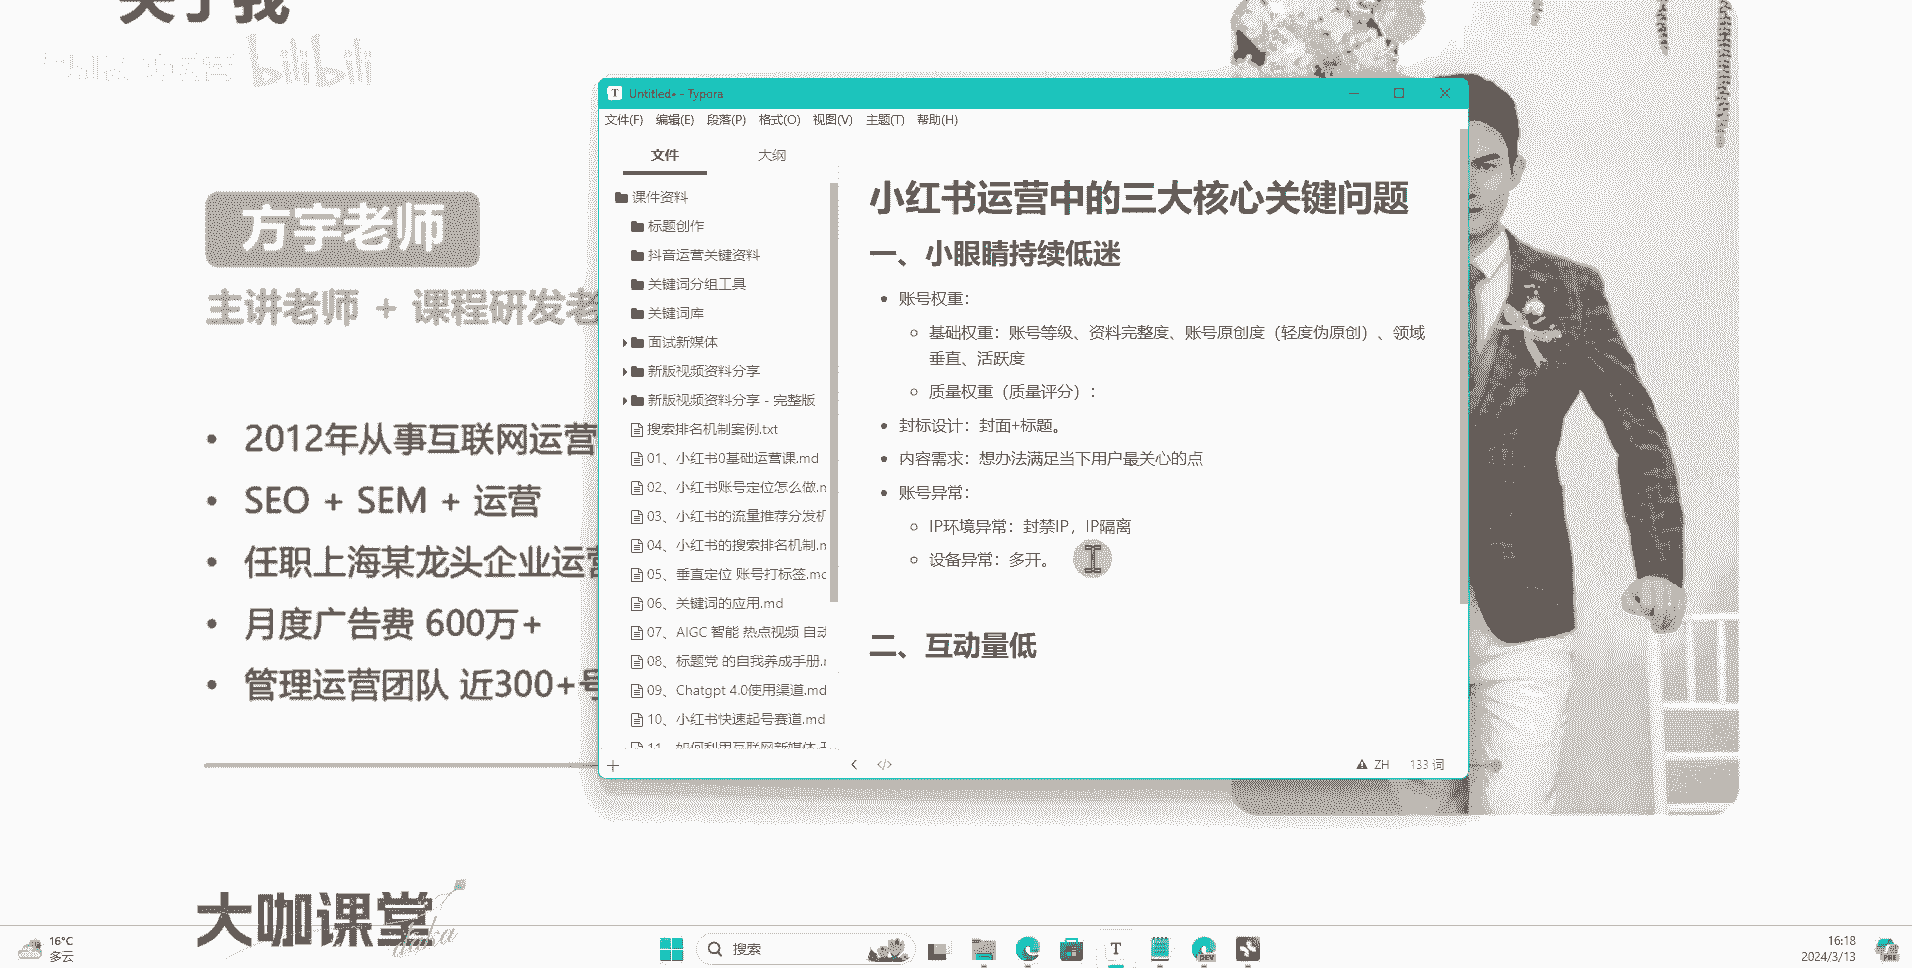 关于我
bilibili
方宇老师
主讲老师 + 课程研发老
• 2012年从事互联网运营
• SEO + SEM + 运营
• 任职上海某龙头企业运营
• 月度广告费 600万+
• 管理运营团队 近300+号
大咖课堂
daka
Untitled• - Typora
文件(F) 编辑(E) 段落(P) 格式(O) 视图(V) 主题(T) 帮助(H)
文件 大纲
课件资料
标题创作
抖音运营关键资料
关键词分组工具
关键词库
面试新媒体
新版视频资料分享
新版视频资料分享 - 完整版
搜索排名机制案例.txt
01、小红书0基础运营课.md
02、小红书账号定位怎么做.m
03、小红书的流量推荐分发机
04、小红书的搜索排名机制.m
05、垂直定位 账号打标签.md
06、关键词的应用.md
07、AIGC 智能 热点视频 自动
08、标题党 的自我养成手册.m
09、Chatgpt 4.0使用渠道.md
10、小红书快速起号赛道.md
11、如何利用互联网新媒体
小红书运营中的三大核心关键问题
一、小眼睛持续低迷
• 账号权重：
◦ 基础权重：账号等级、资料完整度、账号原创度（轻度伪原创）、领域
垂直、活跃度
◦ 质量权重（质量评分）：
• 封标设计：封面+标题。
• 内容需求：想办法满足当下用户最关心的点
• 账号异常：
◦ IP环境异常：封禁IP，IP隔离
◦ 设备异常：多开。
二、互动量低
+ < </> ZH 133 词
16°C
多云
搜索
T
DEV
16:18
2024/3/13
PRE